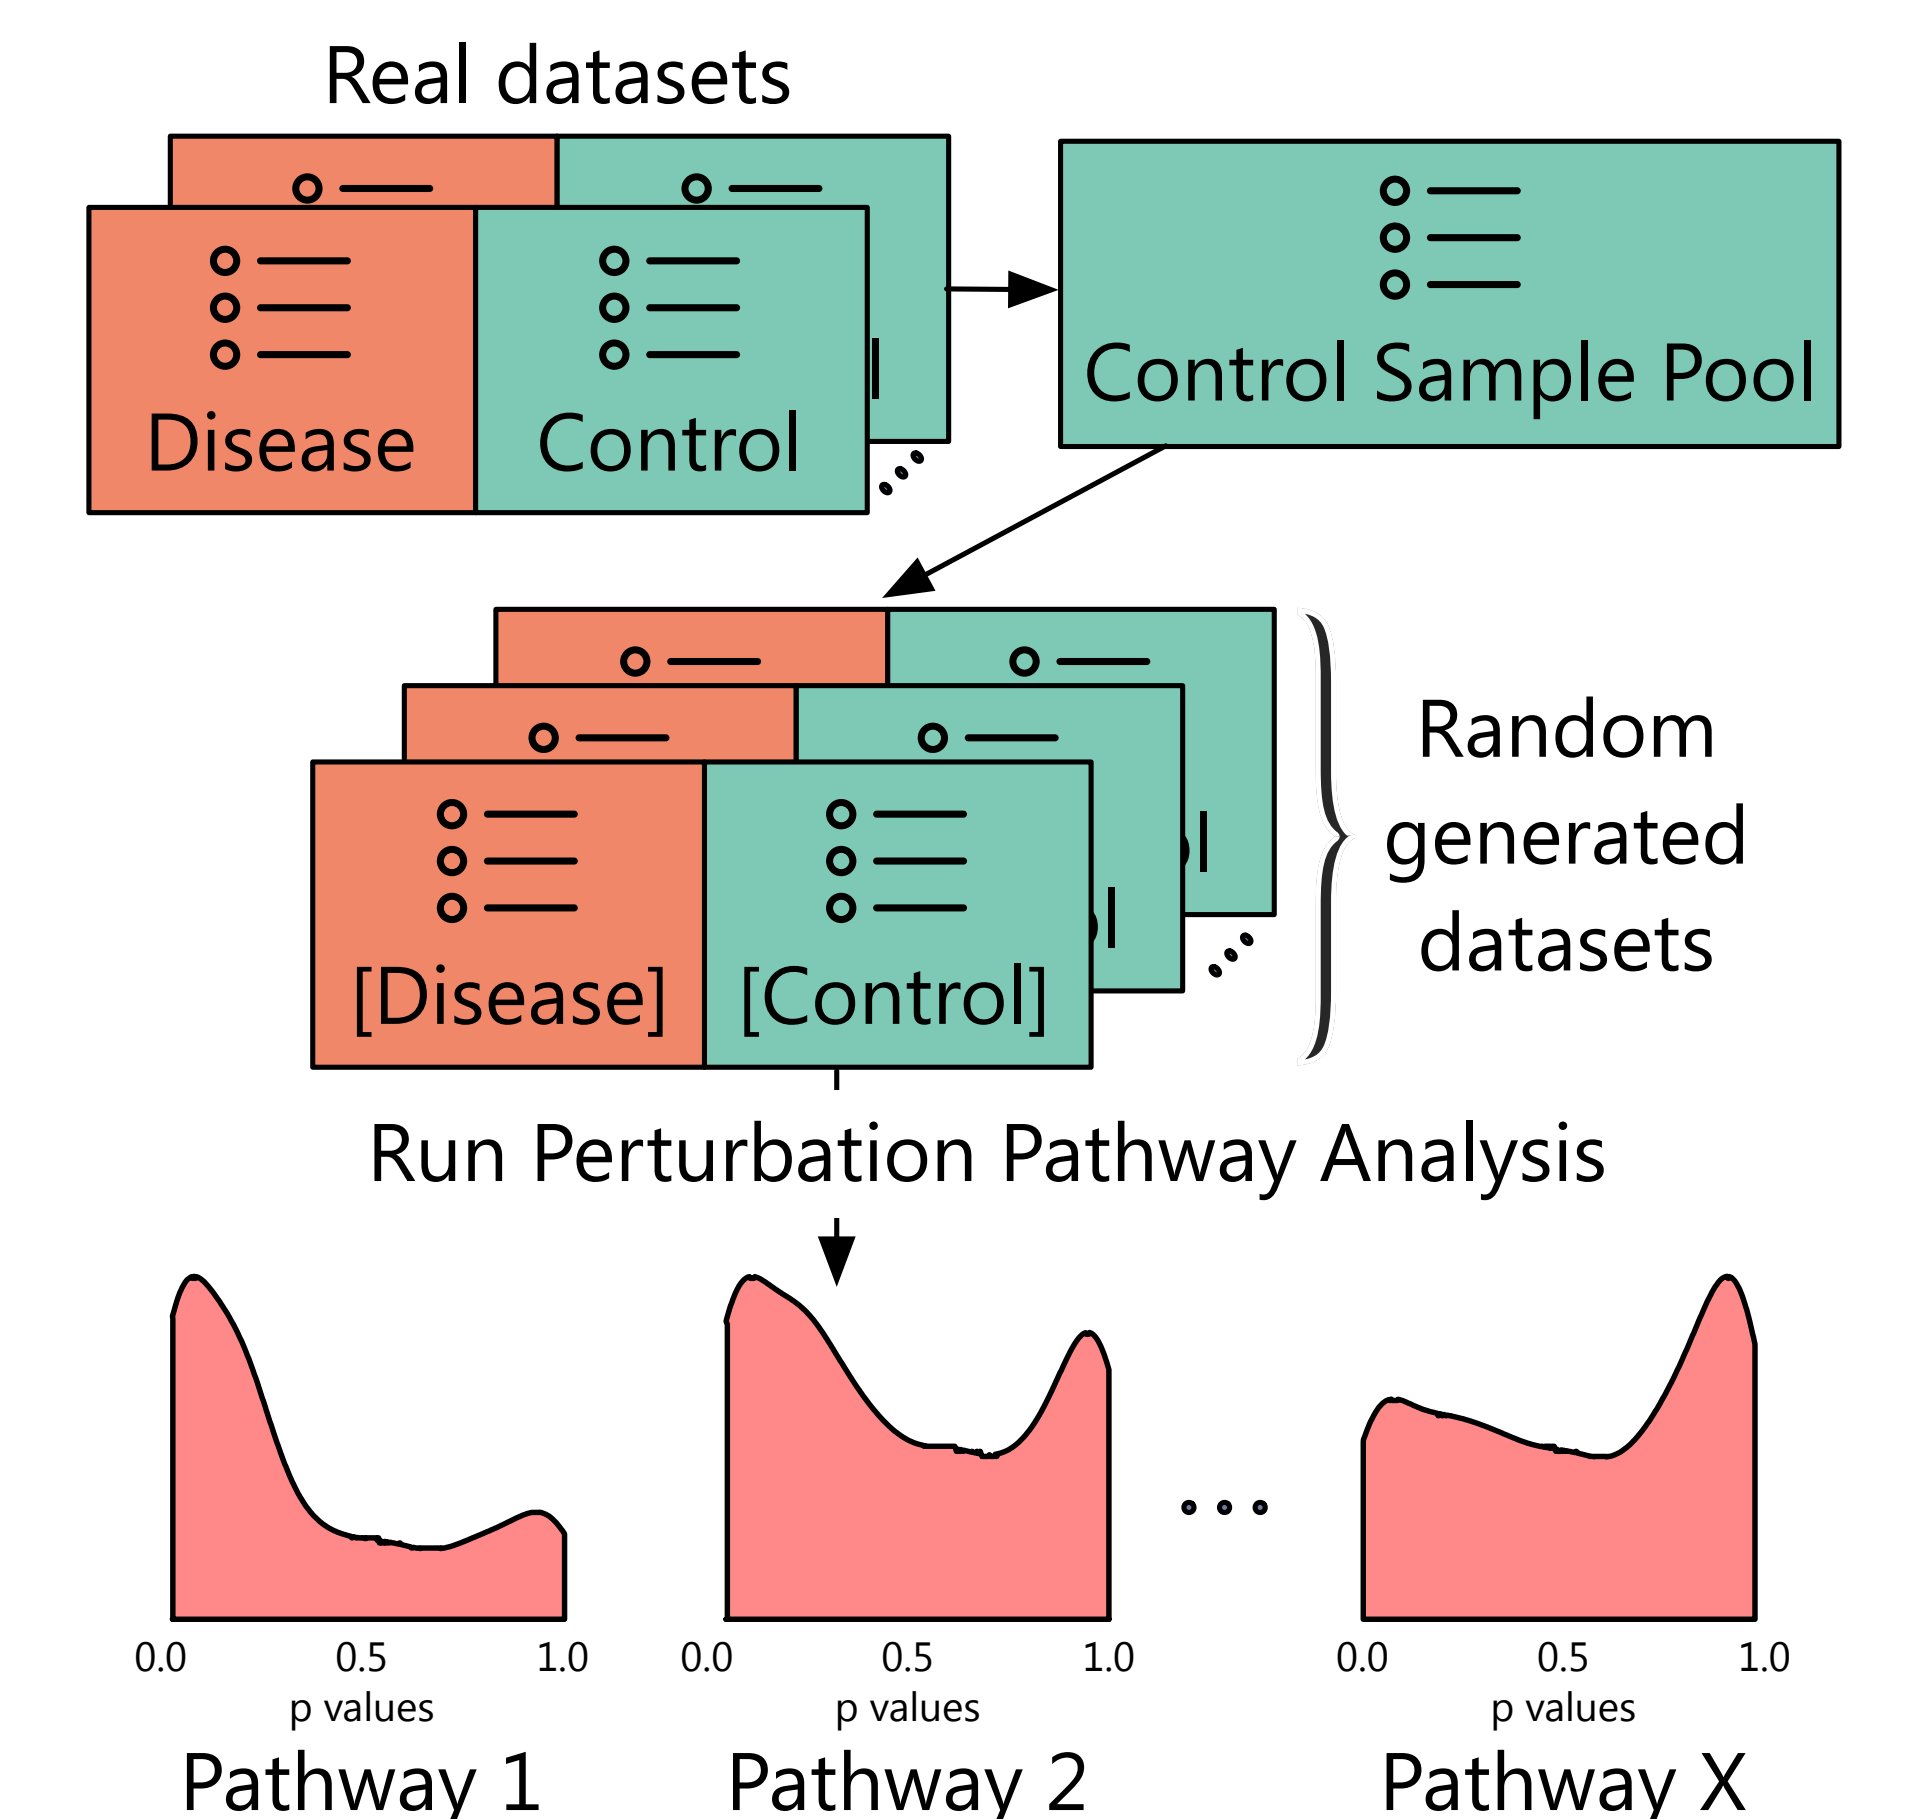 Real datasets
Disease
Control
Control Sample Pool
[Disease]
[Control]
Random
generated
datasets
Run Perturbation Pathway Analysis
0.0 0.5 1.0
p values
Pathway 1
0.0 0.5 1.0
p values
Pathway 2
0.0 0.5 1.0
p values
Pathway X